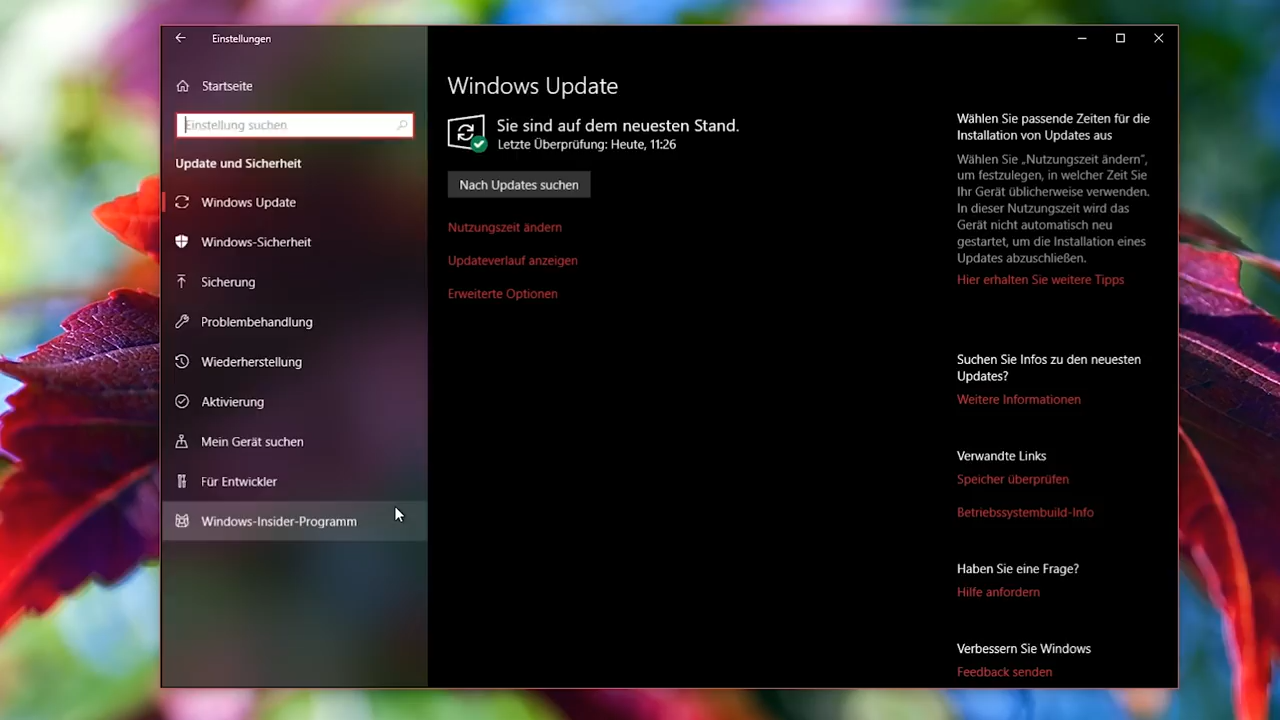 Einstellungen
Startseite
Einstellung suchen
Update und Sicherheit
Windows Update
Windows-Sicherheit
Sicherung
Problembehandlung
Wiederherstellung
Aktivierung
Mein Gerät suchen
Für Entwickler
Windows-Insider-Programm
Windows Update
Sie sind auf dem neuesten Stand.
Letzte Überprüfung: Heute, 11:26
Nach Updates suchen
Nutzungszeit ändern
Updateverlauf anzeigen
Erweiterte Optionen
Wählen Sie passende Zeiten für die
Installation von Updates aus
Wählen Sie „Nutzungszeit ändern“,
um festzulegen, in welcher Zeit Sie
Ihr Gerät üblicherweise verwenden.
In dieser Nutzungszeit wird das
Gerät nicht automatisch neu
gestartet, um die Installation eines
Updates abzuschließen.
Hier erhalten Sie weitere Tipps
Suchen Sie Infos zu den neuesten
Updates?
Weitere Informationen
Verwandte Links
Speicher überprüfen
Betriebssystembuild-Info
Haben Sie eine Frage?
Hilfe anfordern
Verbessern Sie Windows
Feedback senden